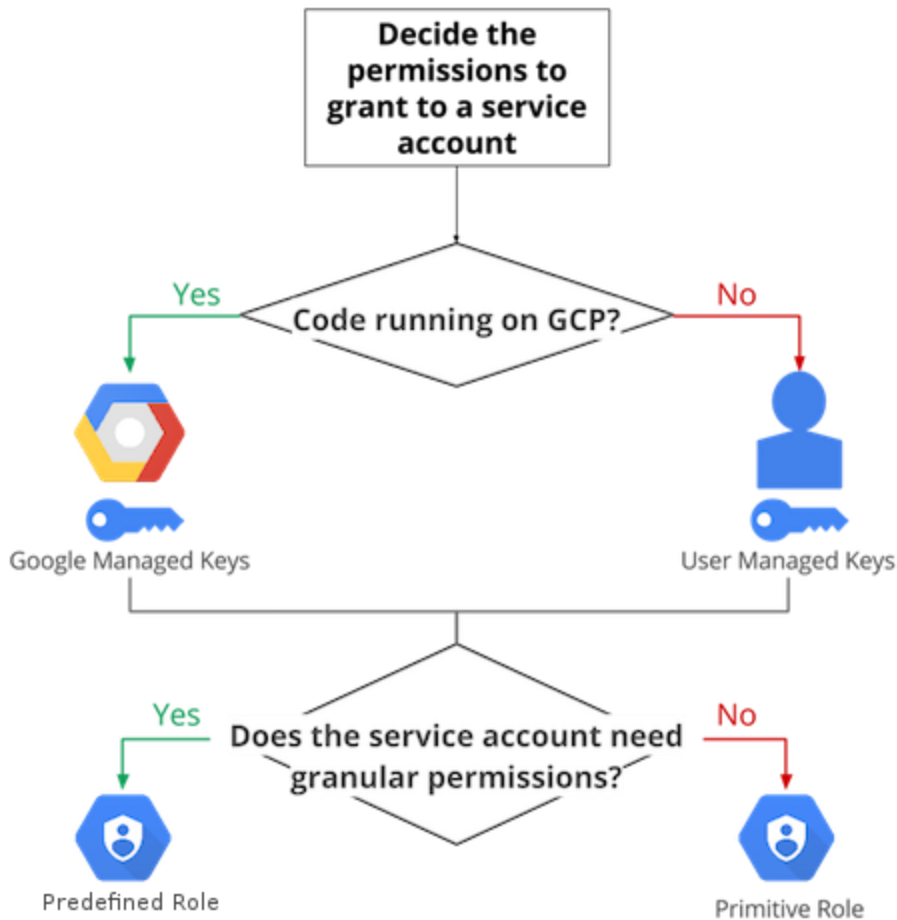 Decide the
permissions to
grant to a service
account
Yes
No
Code running on GCP?
Google Managed Keys
User Managed Keys
Yes
No
Does the service account need
granular permissions?
Predefined Role
Primitive Role